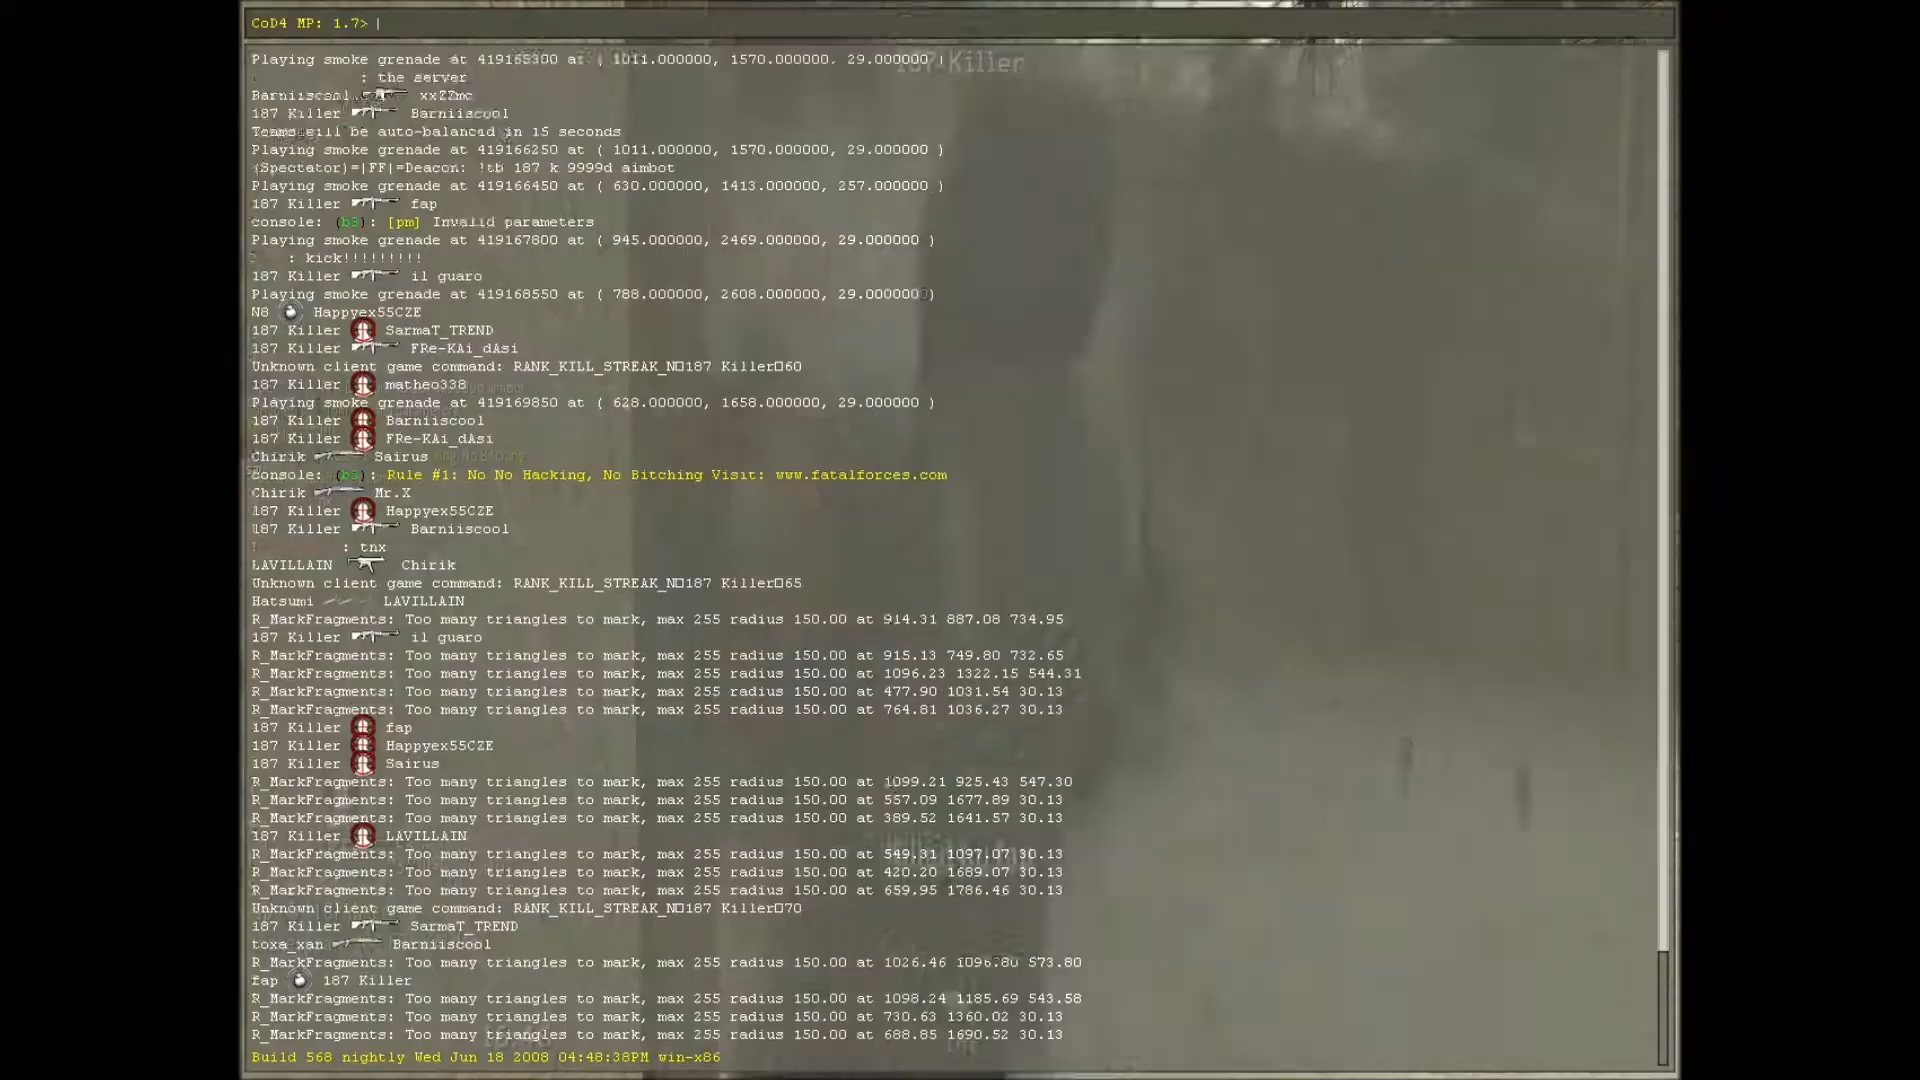 CoD4 MP: 1.7> |
187 Killer
Playing smoke grenade at 419165300 at ( 1011.000000, 1570.000000, 29.000000 )
: the server
Barniiscool xxZZmc
187 Killer Barniiscool
Teams will be auto-balanced in 15 seconds
Playing smoke grenade at 419166250 at ( 1011.000000, 1570.000000, 29.000000 )
(Spectator)=|FF|=Deacon: !tb 187 k 9999d aimbot
Playing smoke grenade at 419166450 at ( 630.000000, 1413.000000, 257.000000 )
187 Killer fap
console: (b3): [pm] Invalid parameters
Playing smoke grenade at 419167800 at ( 945.000000, 2469.000000, 29.000000 )
: kick!!!!!!!!!
187 Killer il guaro
Playing smoke grenade at 419168550 at ( 788.000000, 2608.000000, 29.000000 )
N8 Happyex55CZE
187 Killer SarmaT_TREND
187 Killer FRe-KAi_dAsi
Unknown client game command: RANK_KILL_STREAK_N□187 Killer□60
187 Killer matheo338
Playing smoke grenade at 419169850 at ( 628.000000, 1658.000000, 29.000000 )
187 Killer Barniiscool
187 Killer FRe-KAi_dAsi
Chirik Sairus
console: (b3): Rule #1: No No Hacking, No Bitching Visit: www.fatalforces.com
Chirik Mr.X
187 Killer Happyex55CZE
187 Killer Barniiscool
: tnx
LAVILLAIN Chirik
Unknown client game command: RANK_KILL_STREAK_N□187 Killer□65
Hatsumi LAVILLAIN
R_MarkFragments: Too many triangles to mark, max 255 radius 150.00 at 914.31 887.08 734.95
187 Killer il guaro
R_MarkFragments: Too many triangles to mark, max 255 radius 150.00 at 915.13 749.80 732.65
R_MarkFragments: Too many triangles to mark, max 255 radius 150.00 at 1096.23 1322.15 544.31
R_MarkFragments: Too many triangles to mark, max 255 radius 150.00 at 477.90 1031.54 30.13
R_MarkFragments: Too many triangles to mark, max 255 radius 150.00 at 764.81 1036.27 30.13
187 Killer fap
187 Killer Happyex55CZE
187 Killer Sairus
R_MarkFragments: Too many triangles to mark, max 255 radius 150.00 at 1099.21 925.43 547.30
R_MarkFragments: Too many triangles to mark, max 255 radius 150.00 at 557.09 1677.89 30.13
R_MarkFragments: Too many triangles to mark, max 255 radius 150.00 at 389.52 1641.57 30.13
187 Killer LAVILLAIN
R_MarkFragments: Too many triangles to mark, max 255 radius 150.00 at 549.31 1097.07 30.13
R_MarkFragments: Too many triangles to mark, max 255 radius 150.00 at 420.20 1689.07 30.13
R_MarkFragments: Too many triangles to mark, max 255 radius 150.00 at 659.95 1786.46 30.13
Unknown client game command: RANK_KILL_STREAK_N□187 Killer□70
187 Killer SarmaT_TREND
toxa_xan Barniiscool
R_MarkFragments: Too many triangles to mark, max 255 radius 150.00 at 1026.46 1096.80 573.80
fap 187 Killer
R_MarkFragments: Too many triangles to mark, max 255 radius 150.00 at 1098.24 1185.69 543.58
R_MarkFragments: Too many triangles to mark, max 255 radius 150.00 at 730.63 1360.02 30.13
R_MarkFragments: Too many triangles to mark, max 255 radius 150.00 at 688.85 1690.52 30.13
Build 568 nightly Wed Jun 18 2008 04:48:38PM win-x86